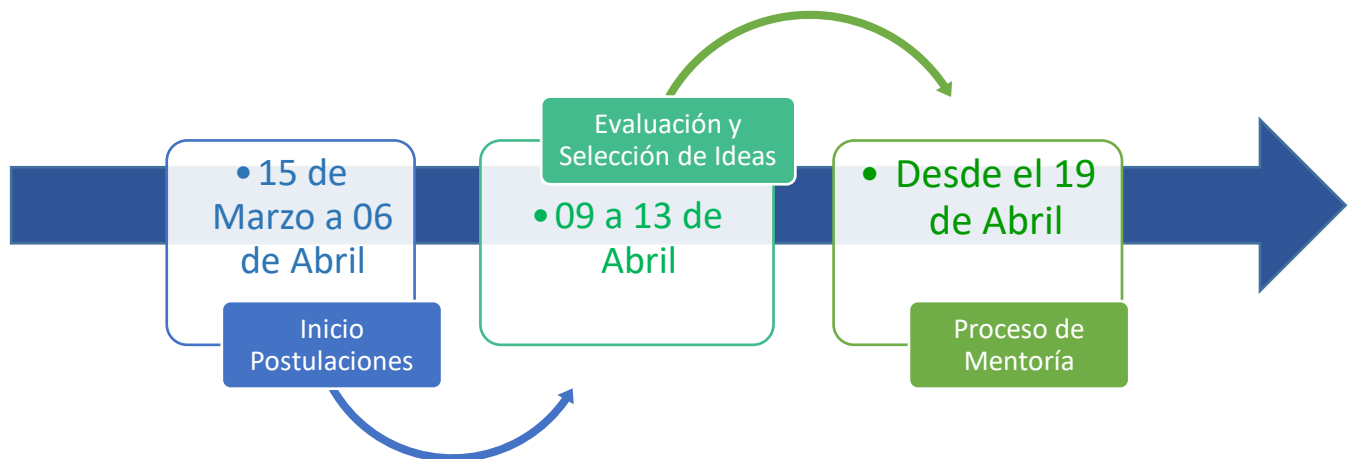 • 15 de
Marzo a 06
de Abril
Inicio
Postulaciones
Evaluación y
Selección de Ideas
• 09 a 13 de
Abril
• Desde el 19
de Abril
Proceso de
Mentoría